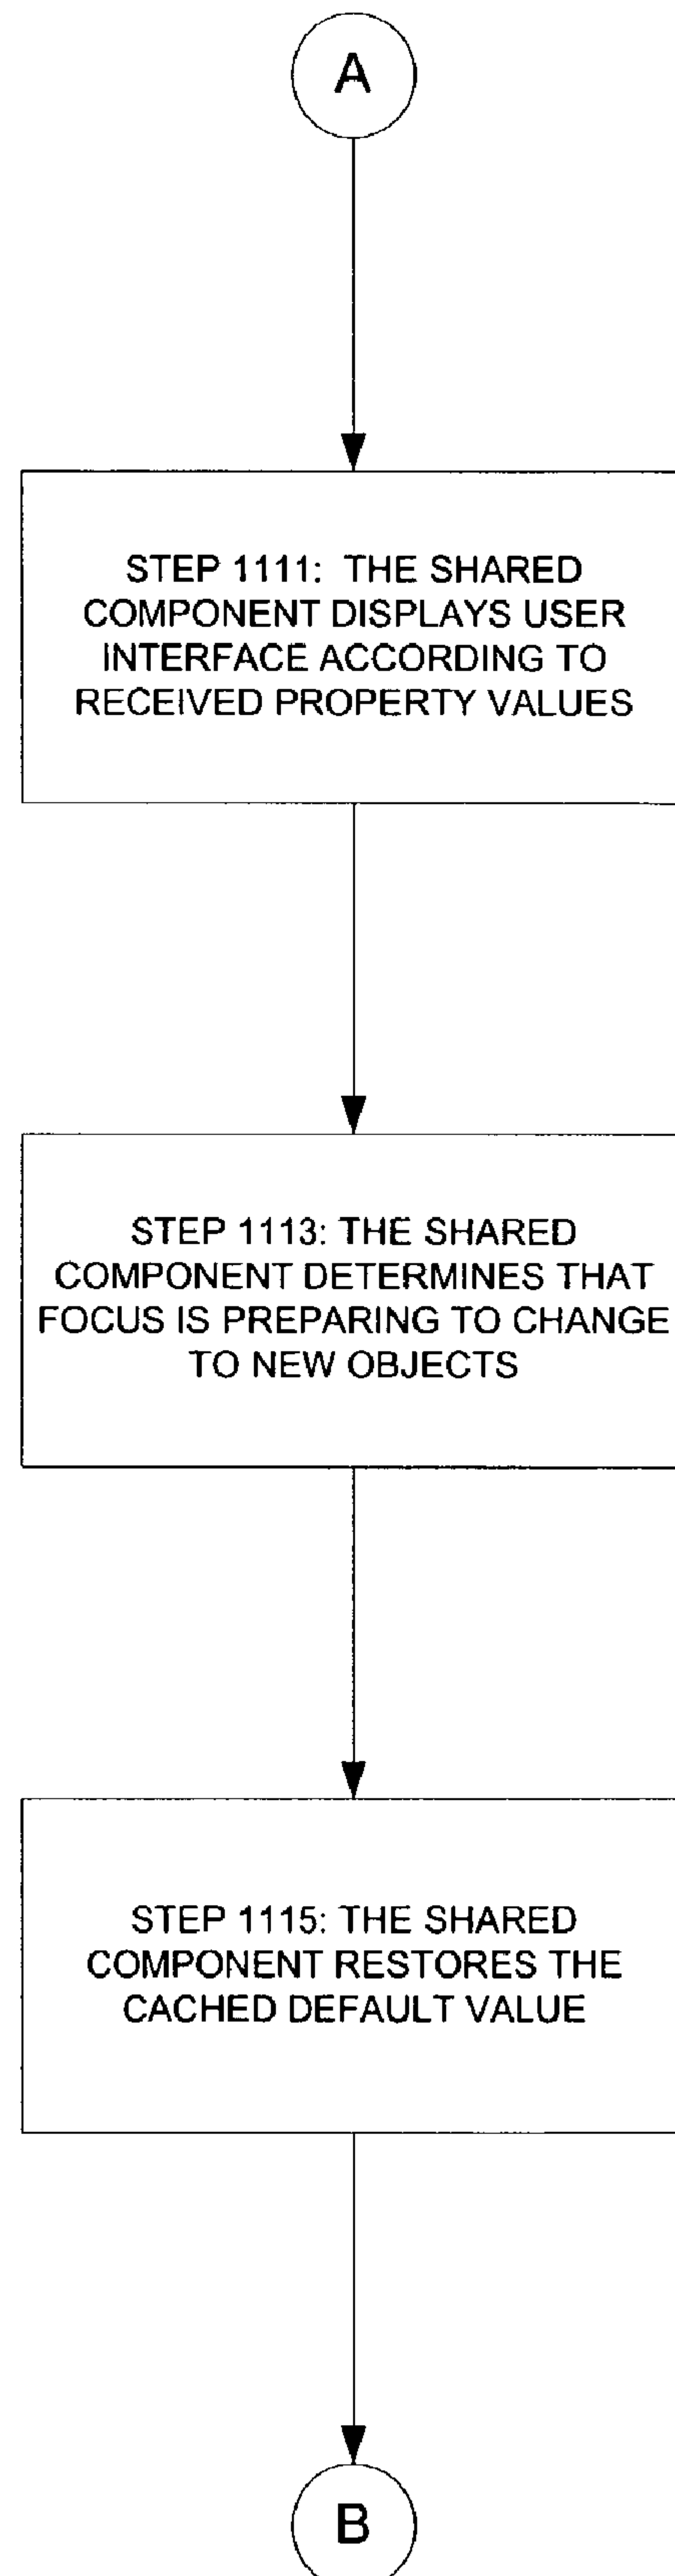 A
STEP 1111: THE SHARED
COMPONENT DISPLAYS USER
INTERFACE ACCORDING TO
RECEIVED PROPERTY VALUES
STEP 1113: THE SHARED
COMPONENT DETERMINES THAT
FOCUS IS PREPARING TO CHANGE
TO NEW OBJECTS
STEP 1115: THE SHARED
COMPONENT RESTORES THE
CACHED DEFAULT VALUE
B